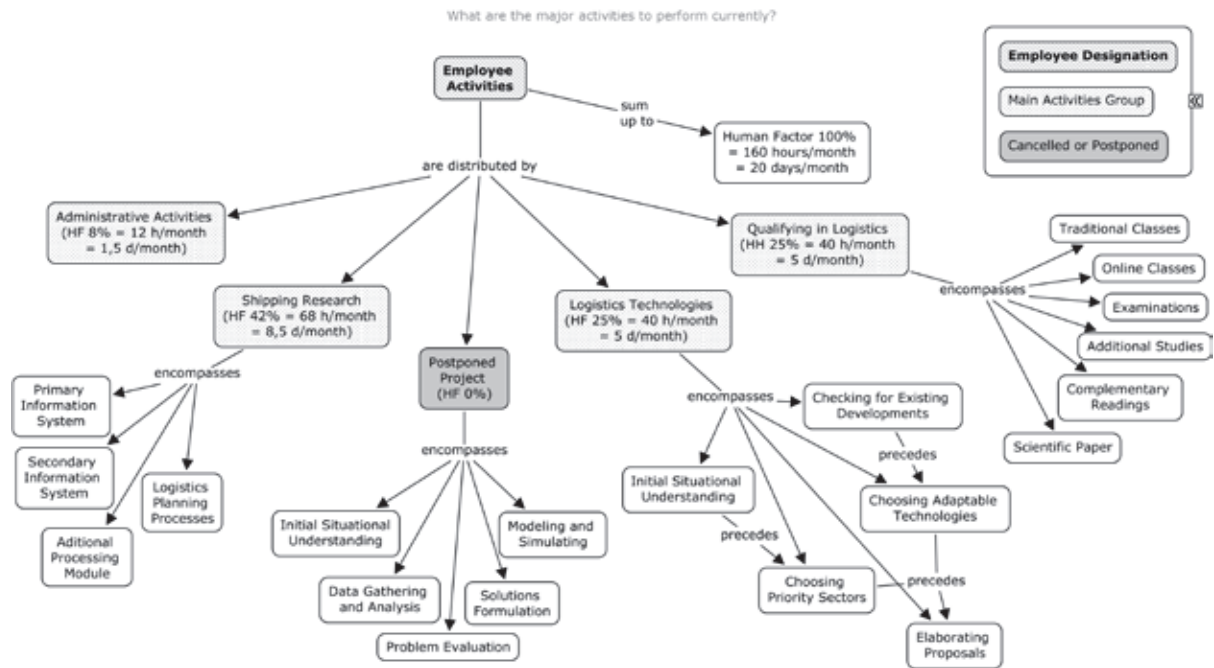 What are the major activities to perform currently?
Employee
Activities
sum
up to
Human Factor 100%
= 160 hours/month
= 20 days/month
Employee Designation
Main Activities Group
Cancelled or Postponed
are distributed by
Administrative Activities
(HF 8% = 12 h/month
= 1,5 d/month)
Shipping Research
(HF 42% = 68 h/month
= 8,5 d/month)
Postponed
Project
(HF 0%)
Logistics Technologies
(HF 25% = 40 h/month
= 5 d/month)
Qualifying in Logistics
(HH 25% = 40 h/month
= 5 d/month)
encompasses
Traditional Classes
Online Classes
Examinations
Additional Studies
Complementary
Readings
Scientific Paper
encompasses
Primary
Information
System
Secondary
Information
System
Aditional
Processing
Module
Logistics
Planning
Processes
encompasses
Initial Situational
Understanding
Data Gathering
and Analysis
Problem Evaluation
Solutions
Formulation
Modeling and
Simulating
encompasses
Checking for Existing
Developments
precedes
Initial Situational
Understanding
Choosing Adaptable
Technologies
precedes
Choosing
Priority Sectors
precedes
Elaborating
Proposals